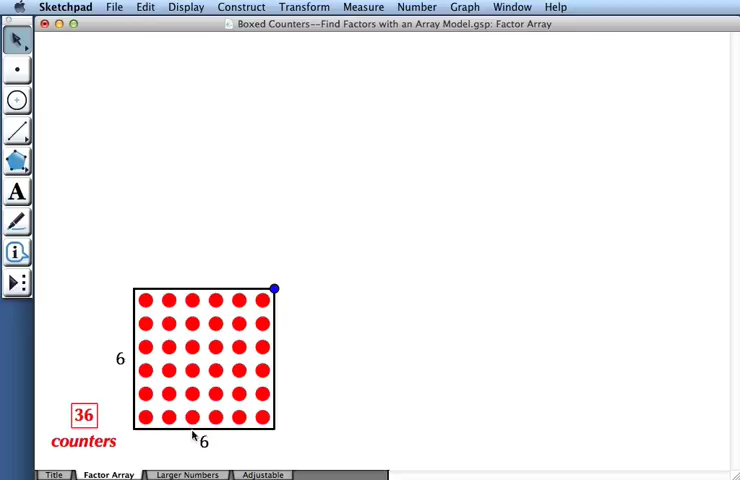 Sketchpad File Edit Display Construct Transform Measure Number Graph Window Help
Boxed Counters--Find Factors with an Array Model.gsp: Factor Array
A
6
36
counters
6
Title Factor Array Larger Numbers Adjustable